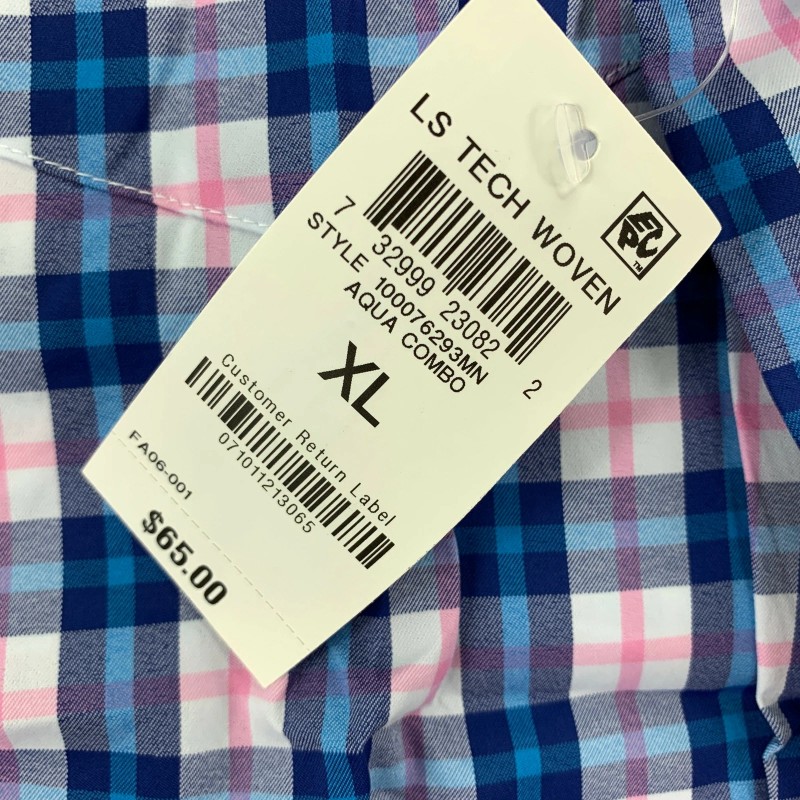 LS TECH WOVEN
EPC™
7 32999 23082 2
STYLE 100076293MN
AQUA COMBO
XL
Customer Return Label
071011213065
FA06-001
$65.00